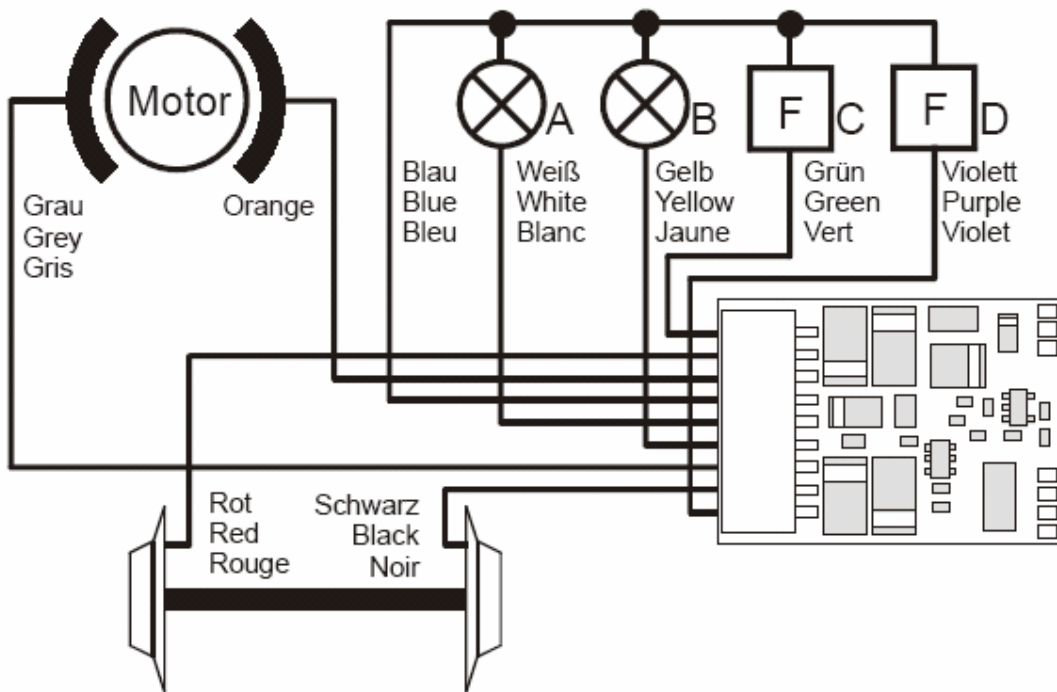 Motor
A
B
F
C
F
D
Grau
Grey
Gris
Orange
Blau
Blue
Bleu
Weiß
White
Blanc
Gelb
Yellow
Jaune
Grün
Green
Vert
Violett
Purple
Violet
Rot
Red
Rouge
Schwarz
Black
Noir